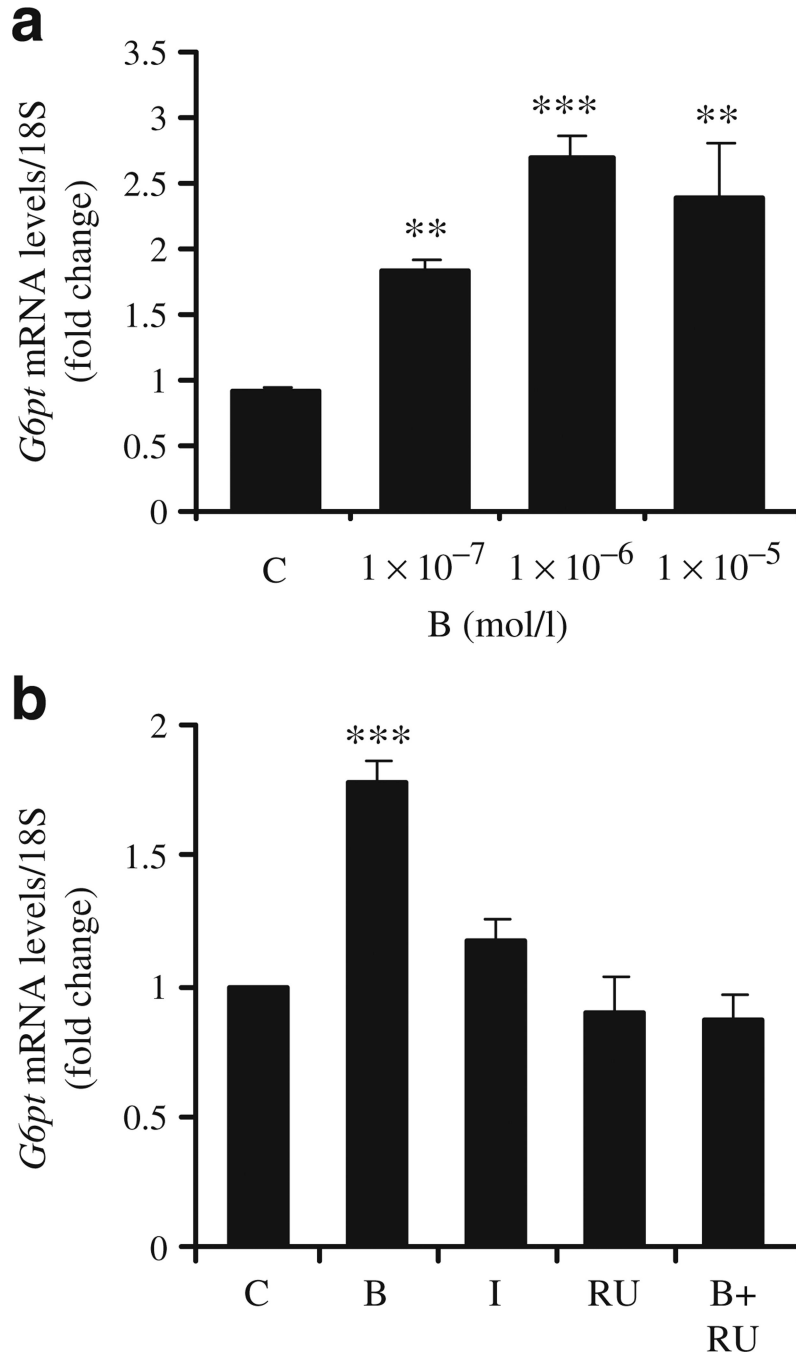 a
G6pt mRNA levels/18S
(fold change)
3.5
3
2.5
2
1.5
1
0.5
0
**
***
**
C 1 × 10⁻⁷ 1 × 10⁻⁶ 1 × 10⁻⁵
B (mol/l)
b
G6pt mRNA levels/18S
(fold change)
2
1.5
1
0.5
0
***
C B I RU B+
RU